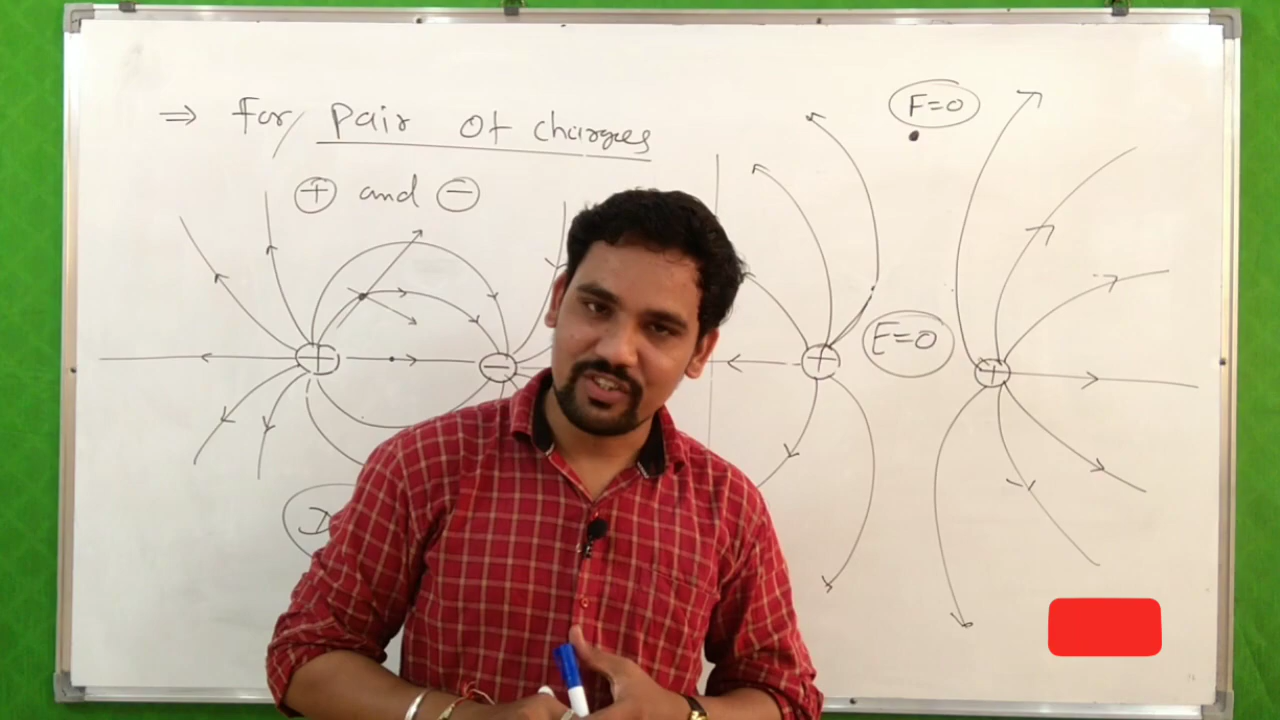 ⇒ For pair of charges
⊕ and ⊖
F=0
+
−
+
E=0
+